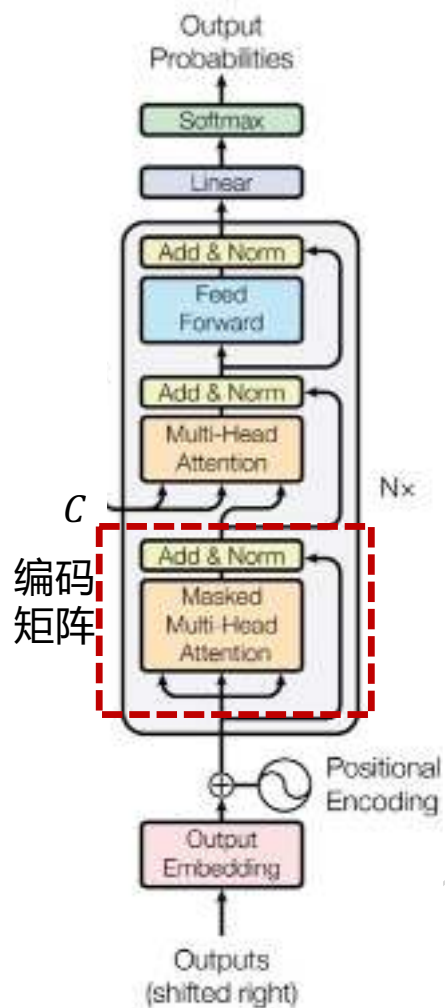 Output
Probabilities
Softmax
Linear
Add & Norm
Feed
Forward
Add & Norm
Multi-Head
Attention
N×
C
编码
矩阵
Add & Norm
Masked
Multi-Head
Attention
Positional
Encoding
Output
Embedding
Outputs
(shifted right)